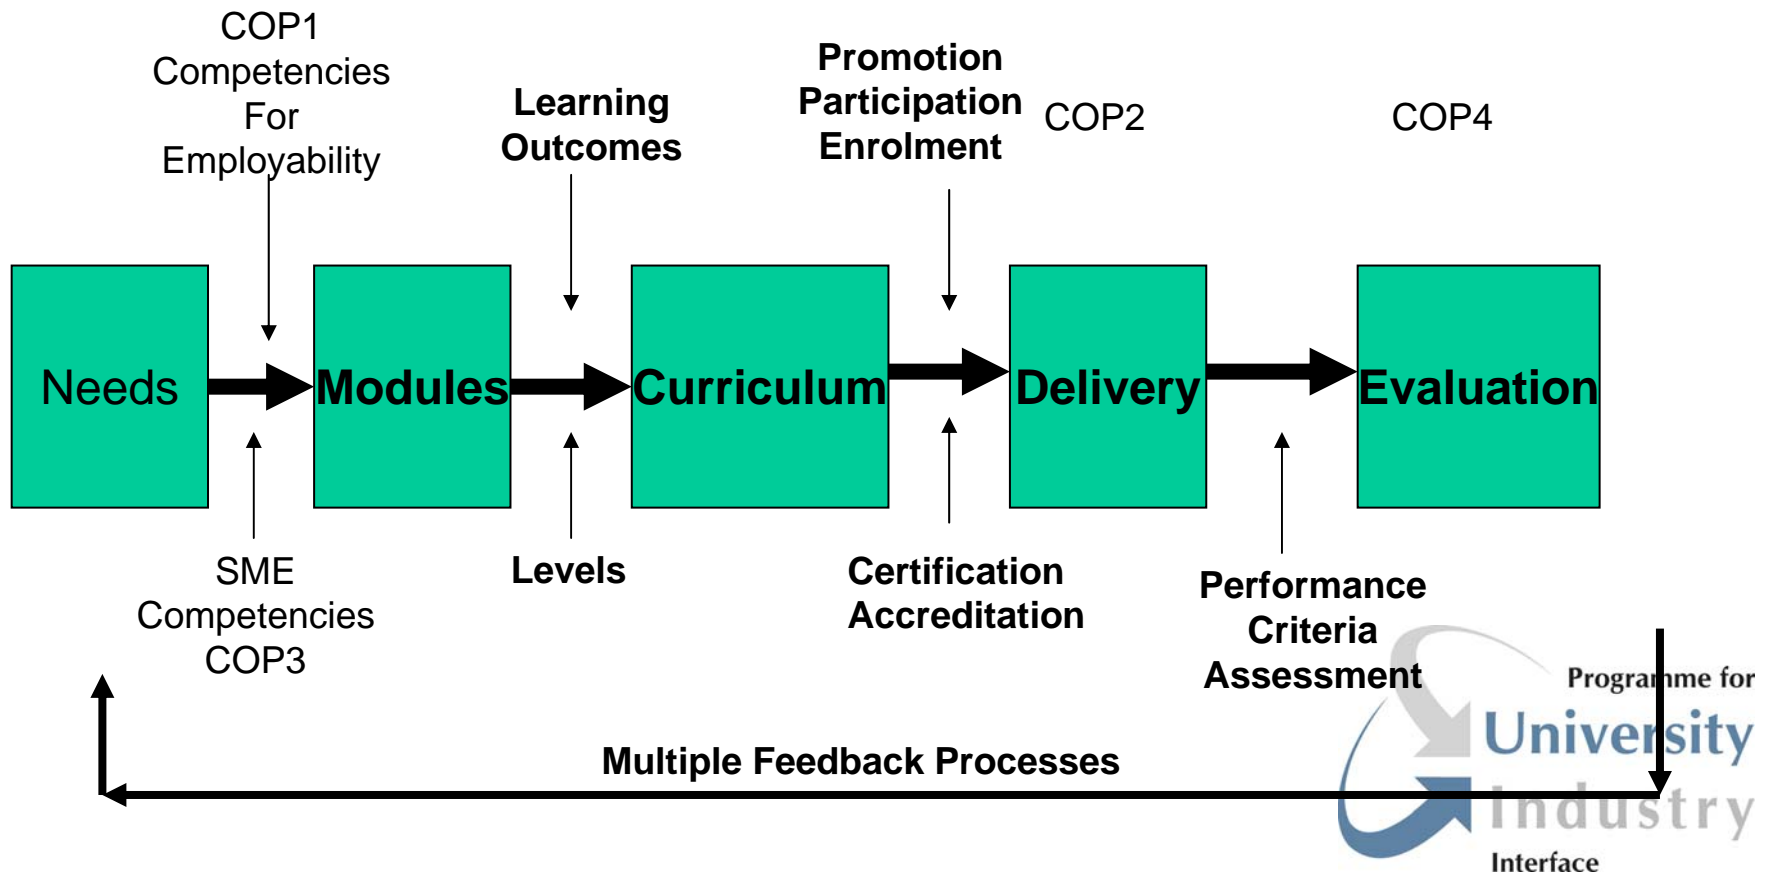 COP1
Competencies
For
Employability
Learning
Outcomes
Promotion
Participation
Enrolment
COP2
COP4
Needs
Modules
Curriculum
Delivery
Evaluation
SME
Competencies
COP3
Levels
Certification
Accreditation
Performance
Criteria
Assessment
Multiple Feedback Processes
Programme for
University
Industry
Interface